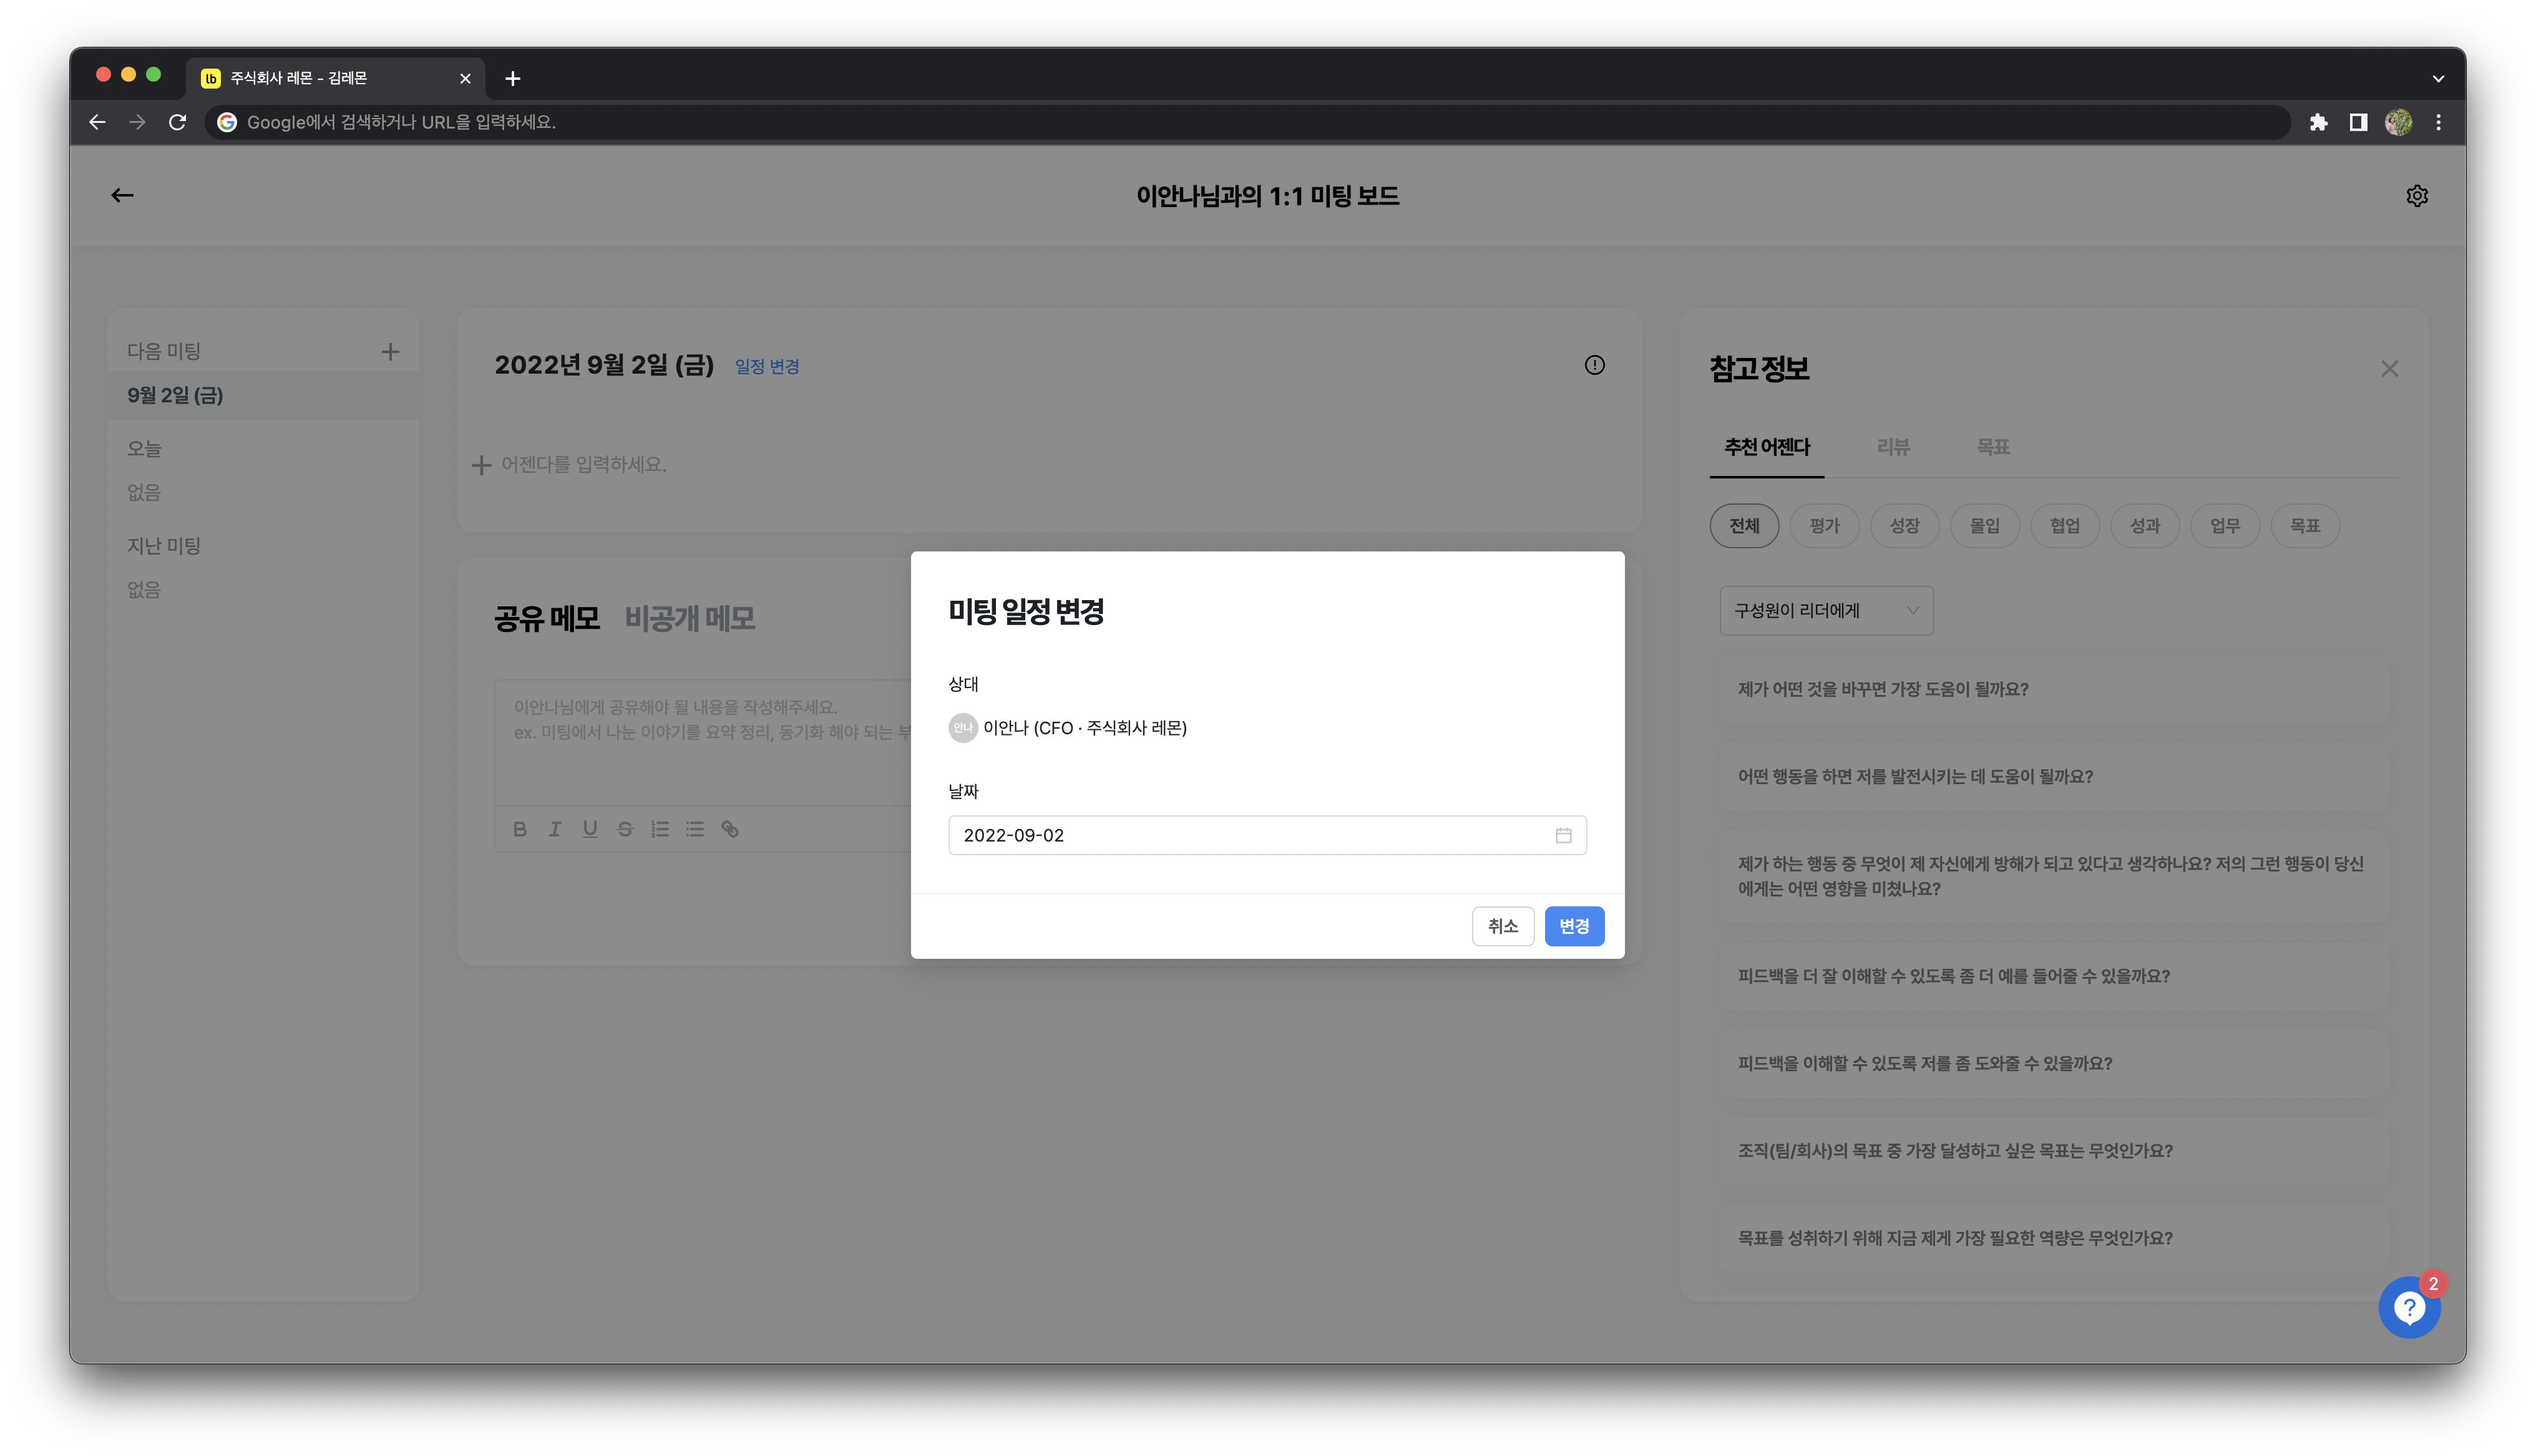 lb 주식회사 레몬 - 김레몬
Google에서 검색하거나 URL을 입력하세요.
이안나님과의 1:1 미팅 보드
다음 미팅
9월 2일 (금)
오늘
없음
지난 미팅
없음
2022년 9월 2일 (금) 일정 변경
어젠다를 입력하세요.
공유 메모 비공개 메모
이안나님에게 공유해야 될 내용을 작성해주세요.
ex. 미팅에서 나눈 이야기를 요약 정리, 동기화 해야 되는 부
미팅 일정 변경
상대
안나 이안나 (CFO · 주식회사 레몬)
날짜
2022-09-02
취소 변경
참고 정보
추천 어젠다 리뷰 목표
전체 평가 성장 몰입 협업 성과 업무 목표
구성원이 리더에게
제가 어떤 것을 바꾸면 가장 도움이 될까요?
어떤 행동을 하면 저를 발전시키는 데 도움이 될까요?
제가 하는 행동 중 무엇이 제 자신에게 방해가 되고 있다고 생각하나요? 저의 그런 행동이 당신
에게는 어떤 영향을 미쳤나요?
피드백을 더 잘 이해할 수 있도록 좀 더 예를 들어줄 수 있을까요?
피드백을 이해할 수 있도록 저를 좀 도와줄 수 있을까요?
조직(팀/회사)의 목표 중 가장 달성하고 싶은 목표는 무엇인가요?
목표를 성취하기 위해 지금 제게 가장 필요한 역량은 무엇인가요?
2